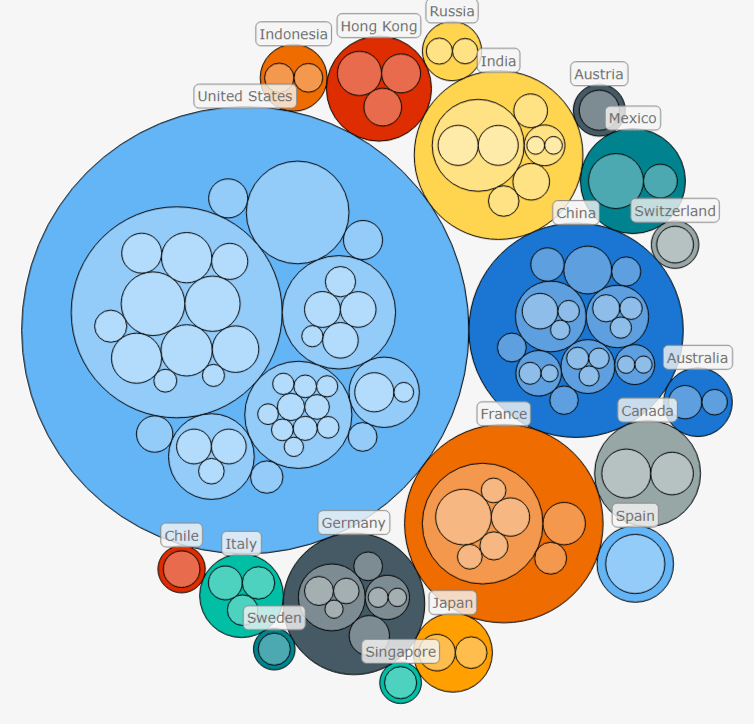 Russia
Hong Kong
Indonesia
India
Austria
United States
Mexico
Switzerland
China
Australia
Canada
France
Spain
Germany
Chile
Italy
Japan
Sweden
Singapore